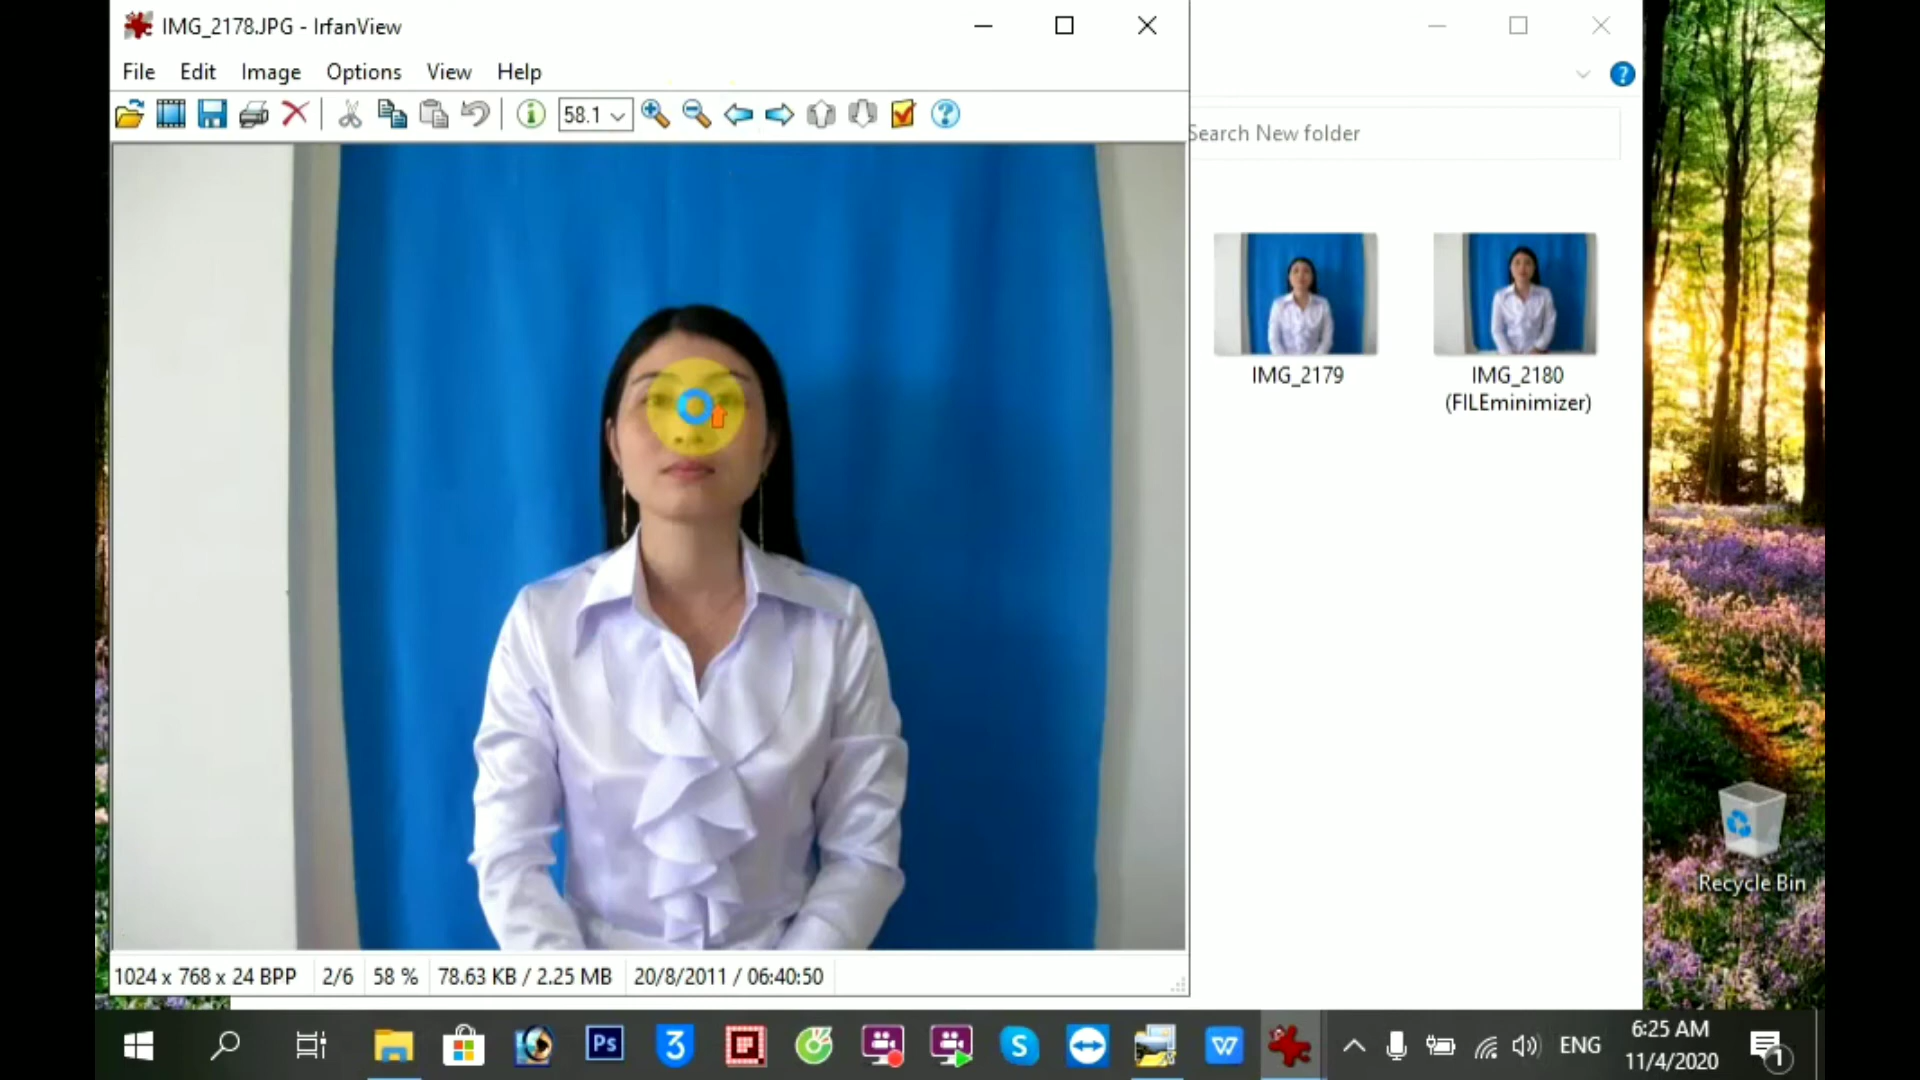 IMG_2178.JPG - IrfanView
File Edit Image Options View Help
58.1
Search New folder
IMG_2179
IMG_2180
(FILEminimizer)
1024 x 768 x 24 BPP 2/6 58 % 78.63 KB / 2.25 MB 20/8/2011 / 06:40:50
Recycle Bin
Ps
3
S
W
ENG
6:25 AM
11/4/2020
1